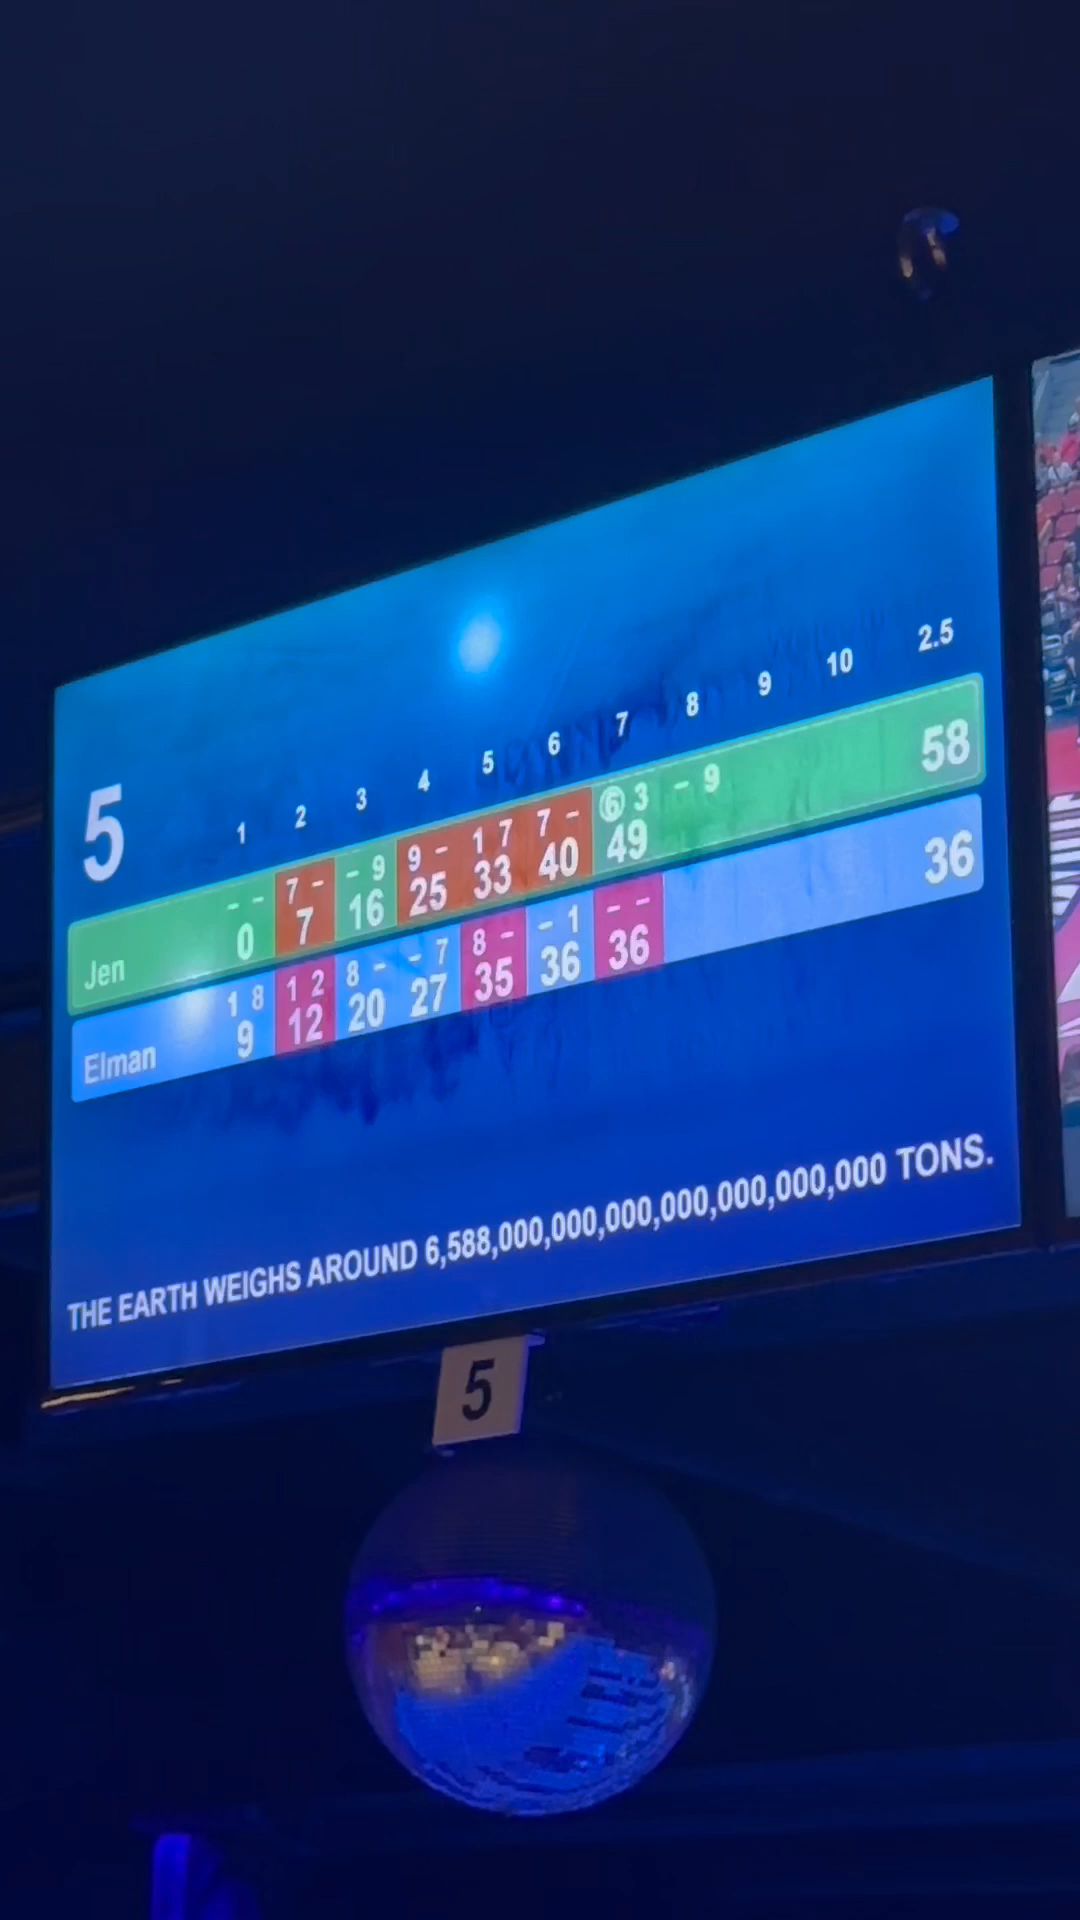 5 1 2 3 4 5 6 7 8 9 10 2.5
- - 7 - - 9 9 - 1 7 7 - 6 3 - 9
Jen 0 7 16 25 33 40 49 58
1 8 1 2 8 - - 7 8 - - 1 - -
Elman 9 12 20 27 35 36 36 36
THE EARTH WEIGHS AROUND 6,588,000,000,000,000,000,000,000 TONS.
5